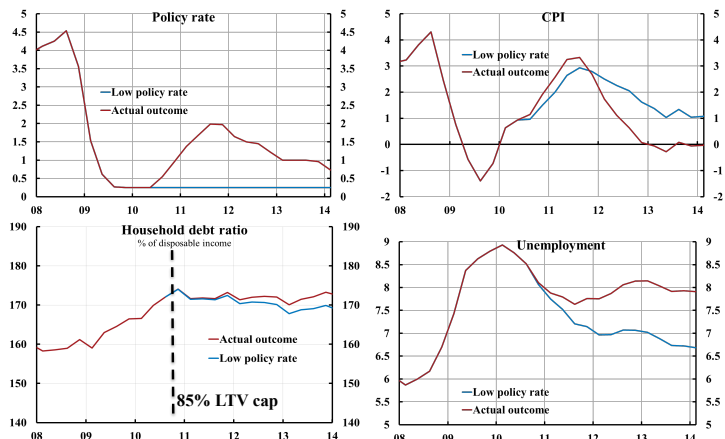 Policy rate
5 5
4.5 4.5
4 4
3.5 3.5
3 3
2.5 2.5
2 2
1.5 1.5
1 1
0.5 0.5
0 0
Low policy rate
Actual outcome
08 09 10 11 12 13 14
CPI
5 5
4 4
3 3
2 2
1 1
0 0
-1 -1
-2 -2
Low policy rate
Actual outcome
08 09 10 11 12 13 14
Household debt ratio
% of disposable income
190 190
180 180
170 170
160 160
150 150
140 140
Actual outcome
Low policy rate
85% LTV cap
08 09 10 11 12 13 14
Unemployment
9 9
8.5 8.5
8 8
7.5 7.5
7 7
6.5 6.5
6 6
5.5 5.5
5 5
Low policy rate
Actual outcome
08 09 10 11 12 13 14